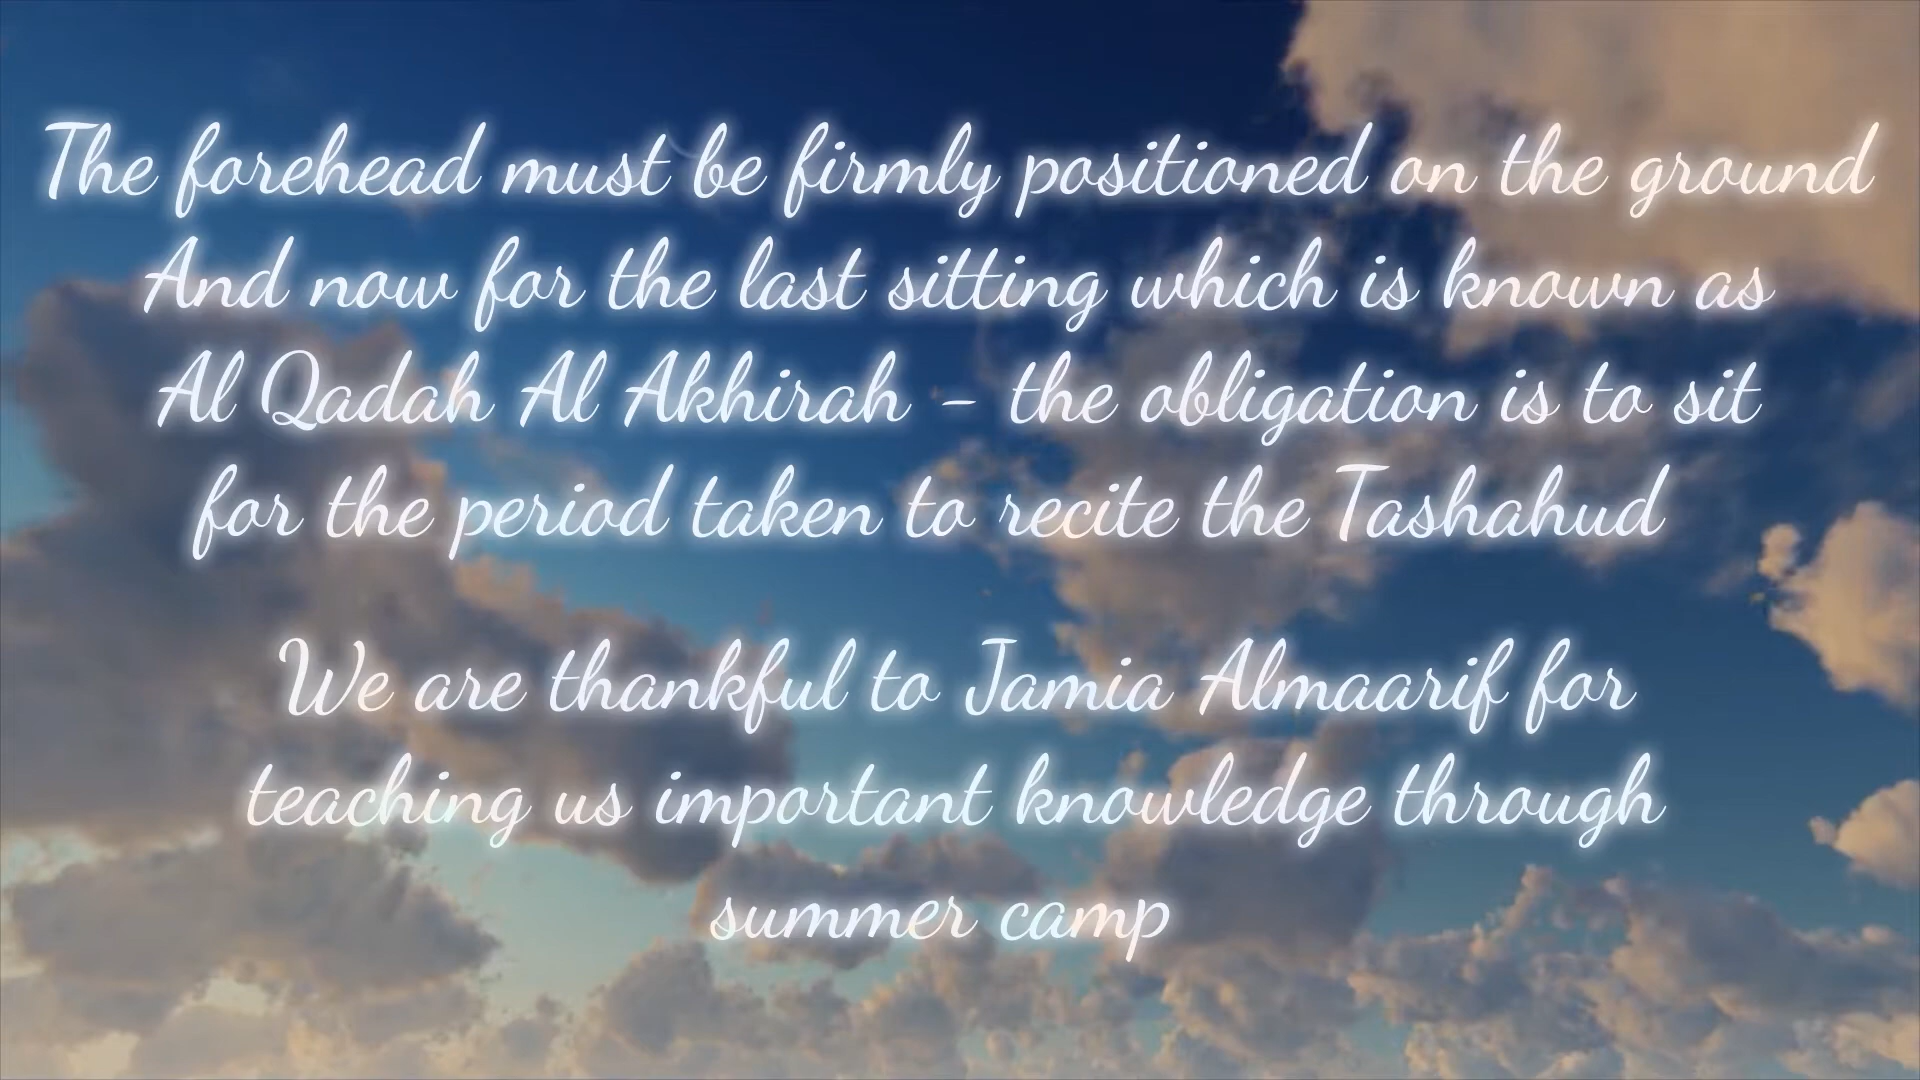 The forehead must be firmly positioned on the ground
And now for the last sitting which is known as
Al Qadah Al Akhirah - the obligation is to sit
for the period taken to recite the Tashahud
We are thankful to Jamia Almaarif for
teaching us important knowledge through
summer camp